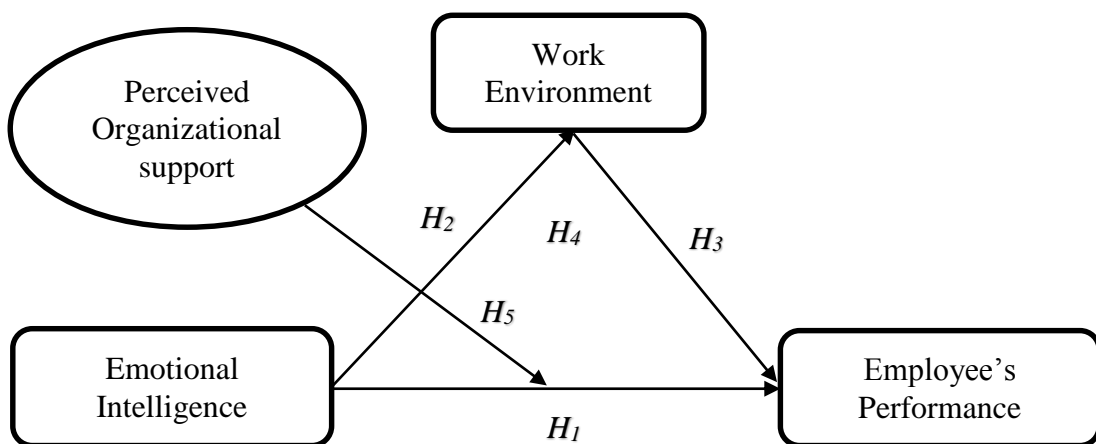 Work
Environment
Perceived
Organizational
support
H2
H4
H3
H5
Emotional
Intelligence
Employee’s
Performance
H1